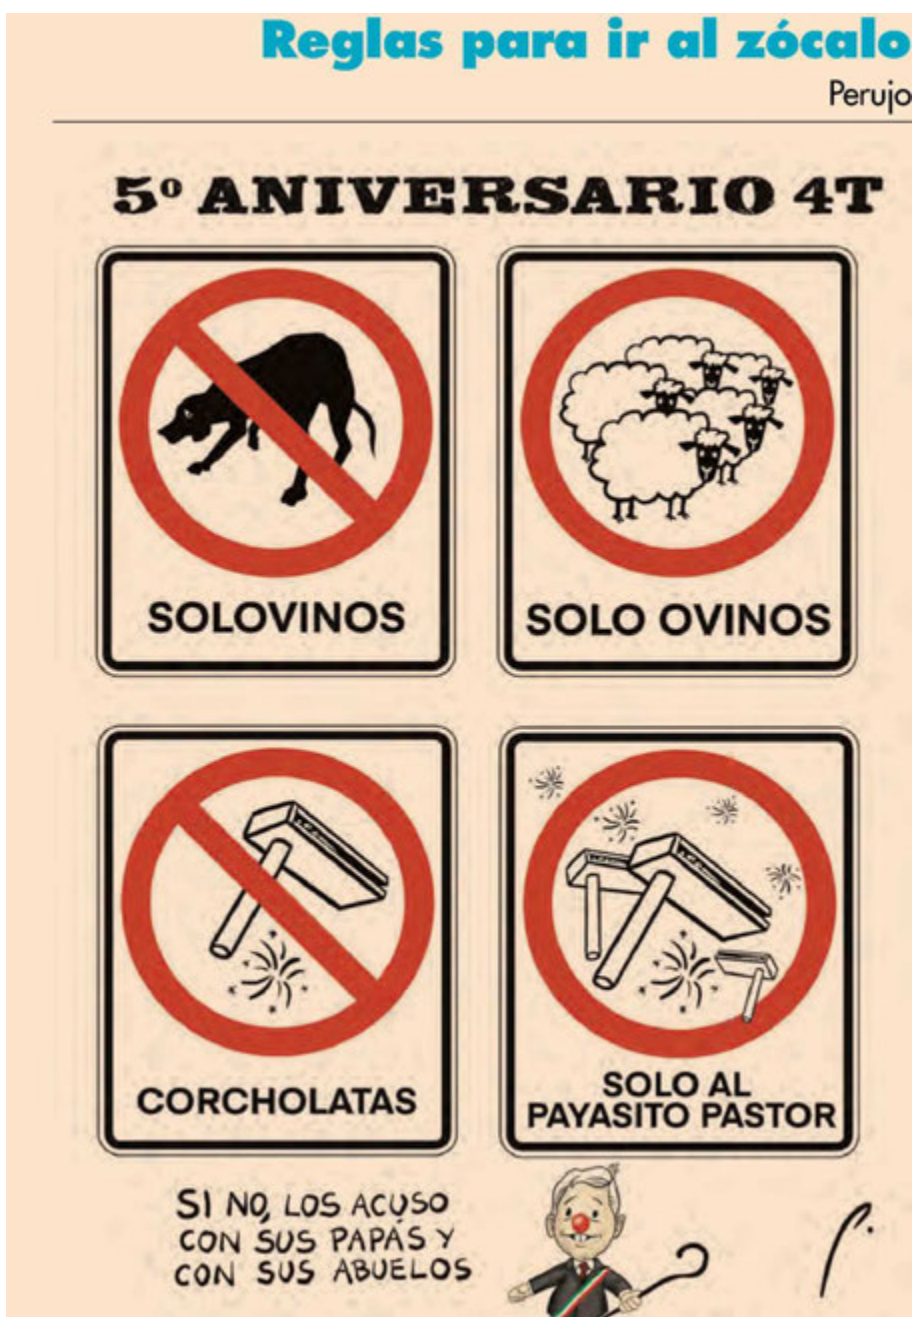 Reglas para ir al zócalo
Perujo
5º ANIVERSARIO 4T
SOLOVINOS
SOLO OVINOS
CORCHOLATAS
SOLO AL
PAYASITO PASTOR
SI NO, LOS ACUSO
CON SUS PAPÁS Y
CON SUS ABUELOS